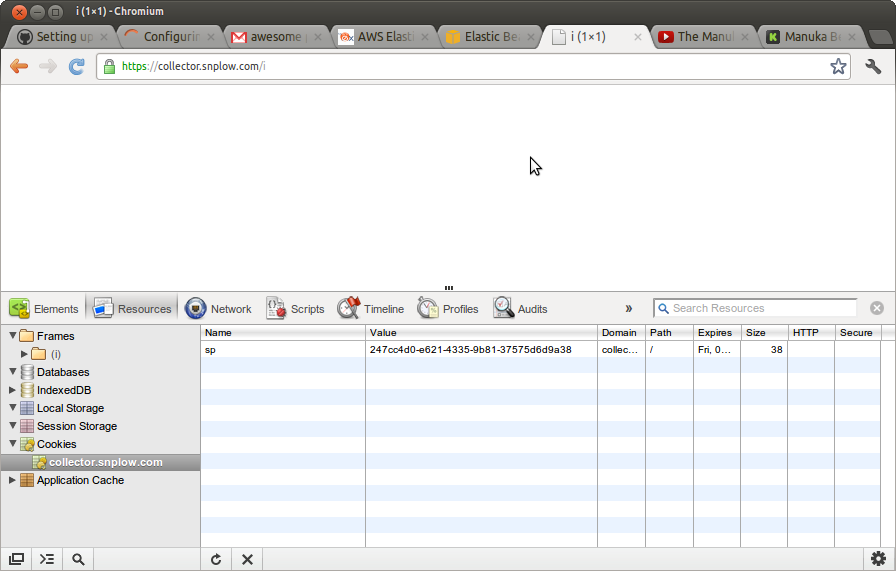 i (1×1) - Chromium
Setting up
Configurin
awesome
AWS Elasti
Elastic Be
i (1×1)
The Manu
Manuka B
https://collector.snplow.com/i
Elements
Resources
Network
Scripts
Timeline
Profiles
Audits
»
Search Resources
Frames
(i)
Databases
IndexedDB
Local Storage
Session Storage
Cookies
collector.snplow.com
Application Cache
Name Value Domain Path Expires Size HTTP Secure
sp 247cc4d0-e621-4335-9b81-37575d6d9a38 collec... / Fri, 0... 38